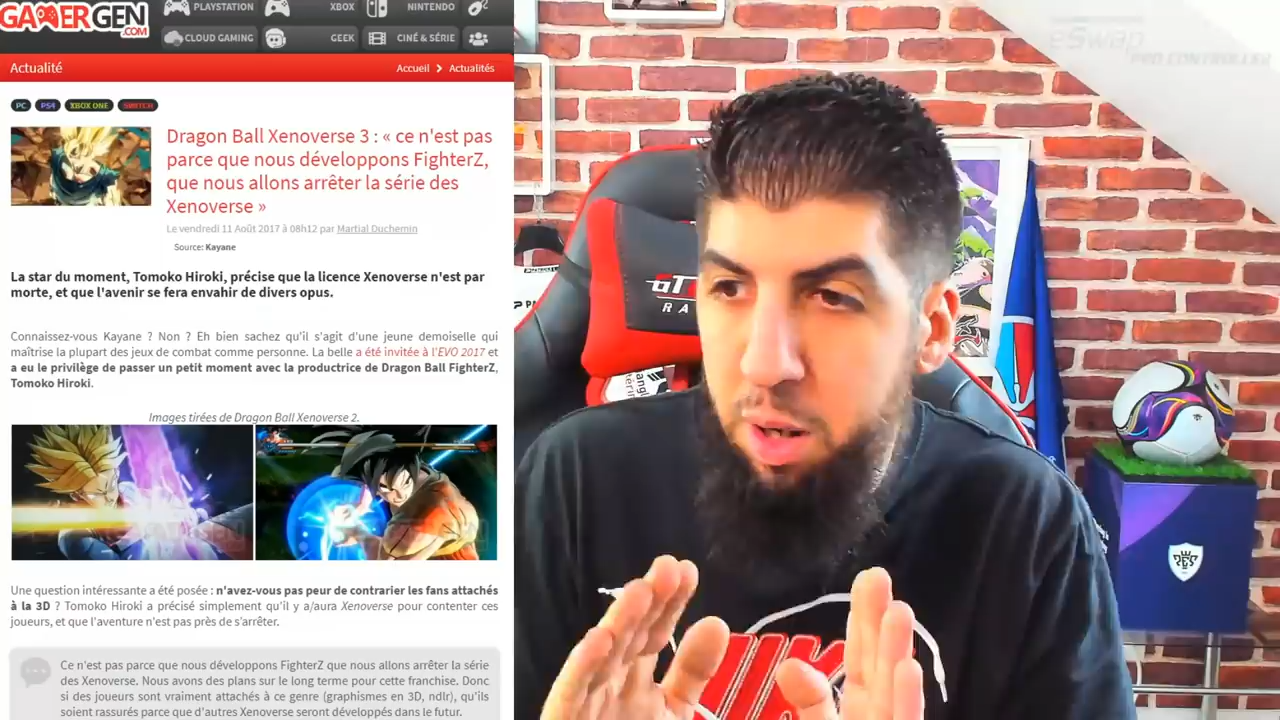 GAMERGEN
.COM
PLAYSTATION
XBOX
NINTENDO
CLOUD GAMING
GEEK
CINÉ & SÉRIE
Actualité
Accueil > Actualités
PC PS4 XBOX ONE SWITCH
Dragon Ball Xenoverse 3 : « ce n'est pas
parce que nous développons FighterZ,
que nous allons arrêter la série des
Xenoverse »
Le vendredi 11 Août 2017 à 08h12 par Martial Duchemin
Source: Kayane
La star du moment, Tomoko Hiroki, précise que la licence Xenoverse n'est par
morte, et que l'avenir se fera envahir de divers opus.
Connaissez-vous Kayane ? Non ? Eh bien sachez qu'il s'agit d'une jeune demoiselle qui
maîtrise la plupart des jeux de combat comme personne. La belle a été invitée à l'EVO 2017 et
a eu le privilège de passer un petit moment avec la productrice de Dragon Ball FighterZ,
Tomoko Hiroki.
Images tirées de Dragon Ball Xenoverse 2.
Une question intéressante a été posée : n'avez-vous pas peur de contrarier les fans attachés
à la 3D ? Tomoko Hiroki a précisé simplement qu'il y a/aura Xenoverse pour contenter ces
joueurs, et que l'aventure n'est pas près de s'arrêter.
Ce n'est pas parce que nous développons FighterZ que nous allons arrêter la série
des Xenoverse. Nous avons des plans sur le long terme pour cette franchise. Donc
si des joueurs sont vraiment attachés à ce genre (graphismes en 3D, ndlr), qu'ils
soient rassurés parce que d'autres Xenoverse seront développés dans le futur.
eSwap
PRO CONTROLLER
GT
RA